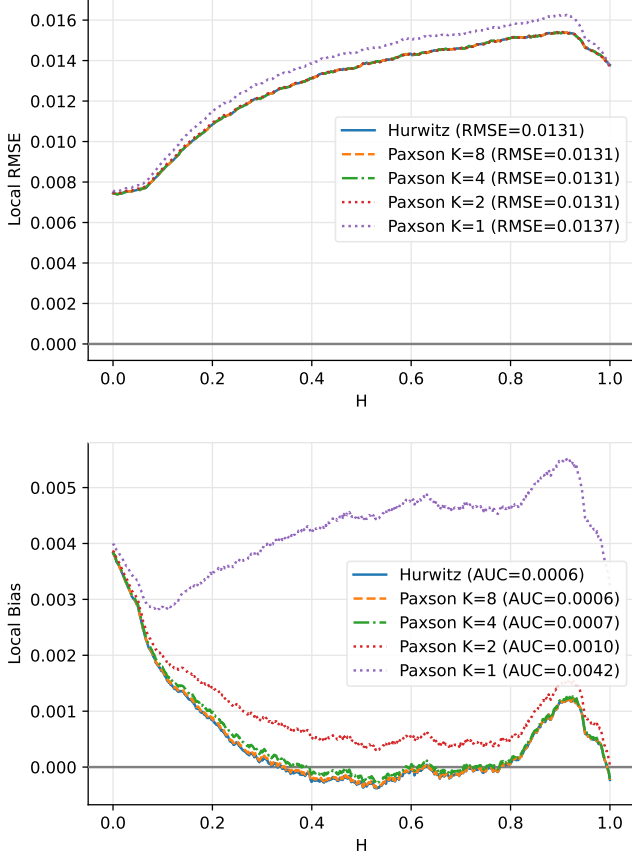 0.016
0.014
0.012
0.010
0.008
0.006
0.004
0.002
0.000
Local RMSE
Hurwitz (RMSE=0.0131)
Paxson K=8 (RMSE=0.0131)
Paxson K=4 (RMSE=0.0131)
Paxson K=2 (RMSE=0.0131)
Paxson K=1 (RMSE=0.0137)
0.0 0.2 0.4 0.6 0.8 1.0
H
0.005
0.004
0.003
0.002
0.001
0.000
Local Bias
Hurwitz (AUC=0.0006)
Paxson K=8 (AUC=0.0006)
Paxson K=4 (AUC=0.0007)
Paxson K=2 (AUC=0.0010)
Paxson K=1 (AUC=0.0042)
0.0 0.2 0.4 0.6 0.8 1.0
H